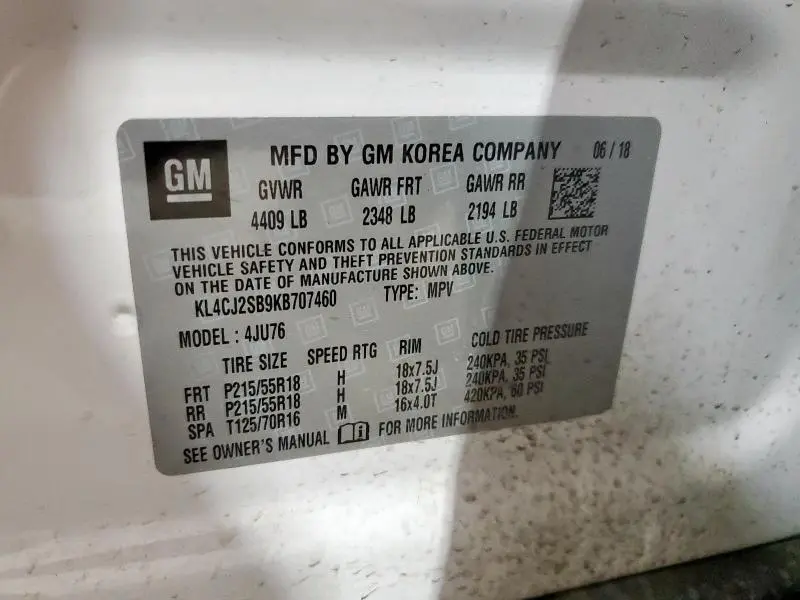 GM
MFD BY GM KOREA COMPANY 06 / 18
GVWR GAWR FRT GAWR RR
4409 LB 2348 LB 2194 LB
THIS VEHICLE CONFORMS TO ALL APPLICABLE U.S. FEDERAL MOTOR
VEHICLE SAFETY AND THEFT PREVENTION STANDARDS IN EFFECT
ON THE DATE OF MANUFACTURE SHOWN ABOVE.
KL4CJ2SB9KB707460 TYPE: MPV
MODEL : 4JU76
TIRE SIZE SPEED RTG RIM COLD TIRE PRESSURE
FRT P215/55R18 H 18x7.5J 240KPA, 35 PSI
RR P215/55R18 H 18x7.5J 240KPA, 35 PSI
SPA T125/70R16 M 16x4.0T 420KPA, 60 PSI
SEE OWNER'S MANUAL FOR MORE INFORMATION.